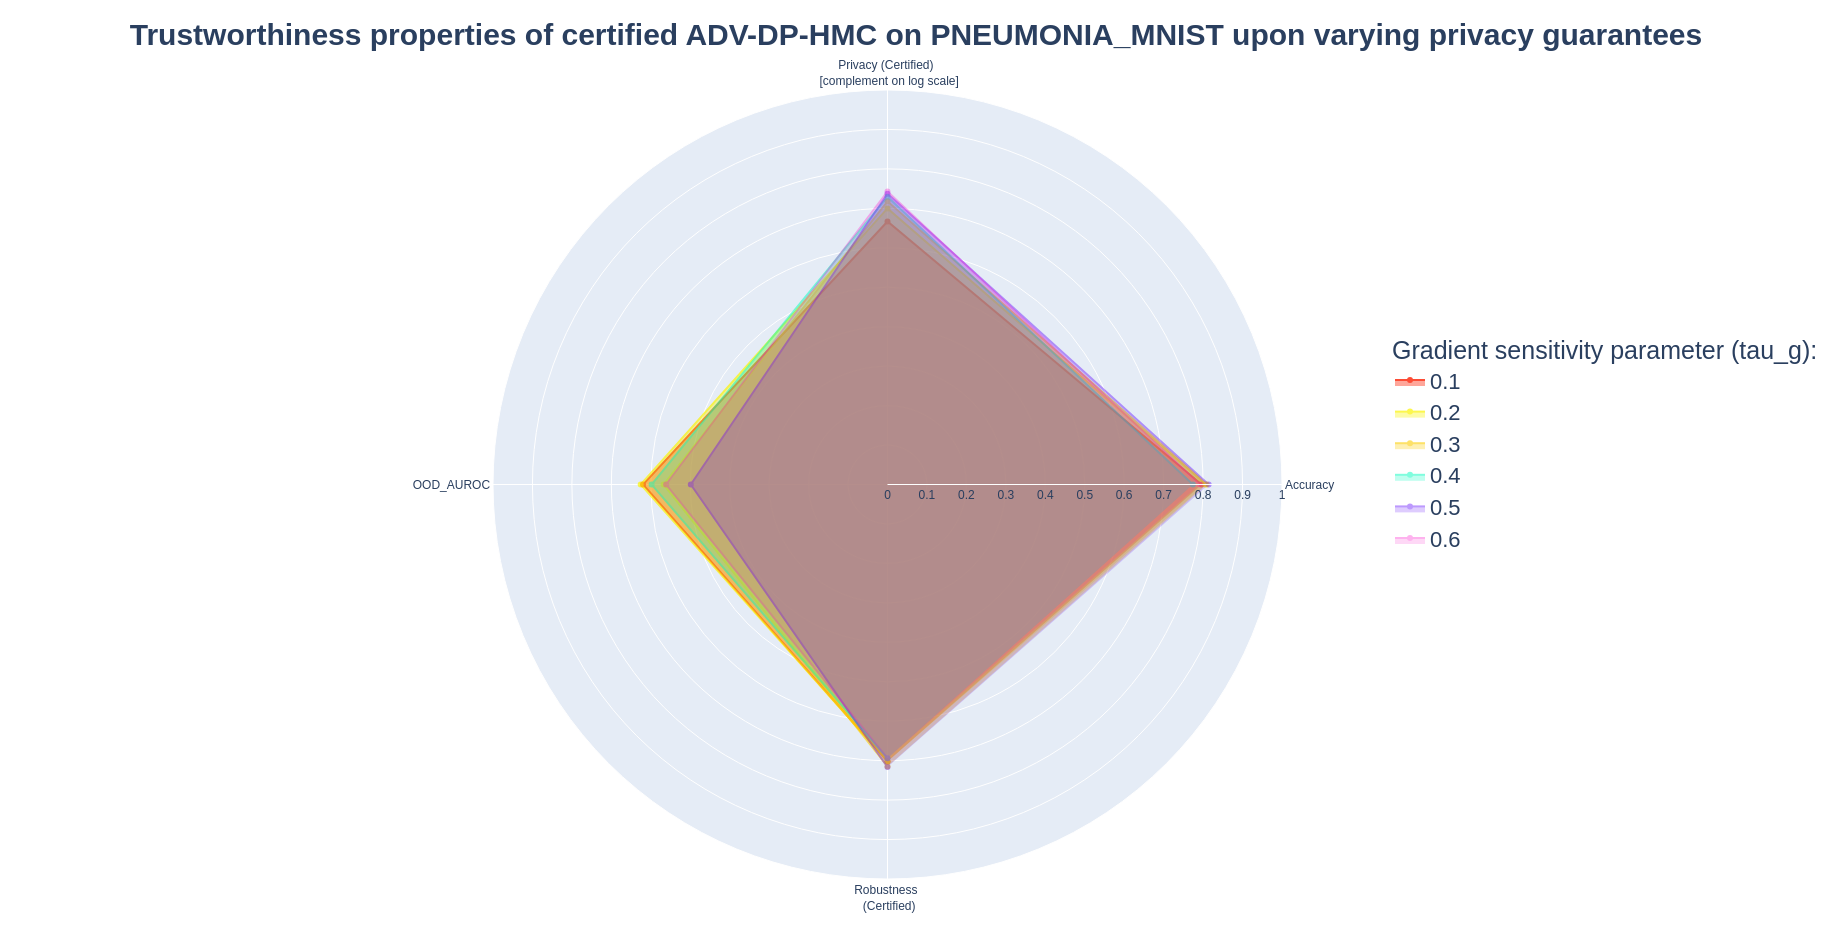 Trustworthiness properties of certified ADV-DP-HMC on PNEUMONIA_MNIST upon varying privacy guarantees
Privacy (Certified)
[complement on log scale]
Gradient sensitivity parameter (tau_g):
0.1
0.2
0.3
0.4
0.5
0.6
OOD_AUROC
Accuracy
0 0.1 0.2 0.3 0.4 0.5 0.6 0.7 0.8 0.9 1
Robustness
(Certified)